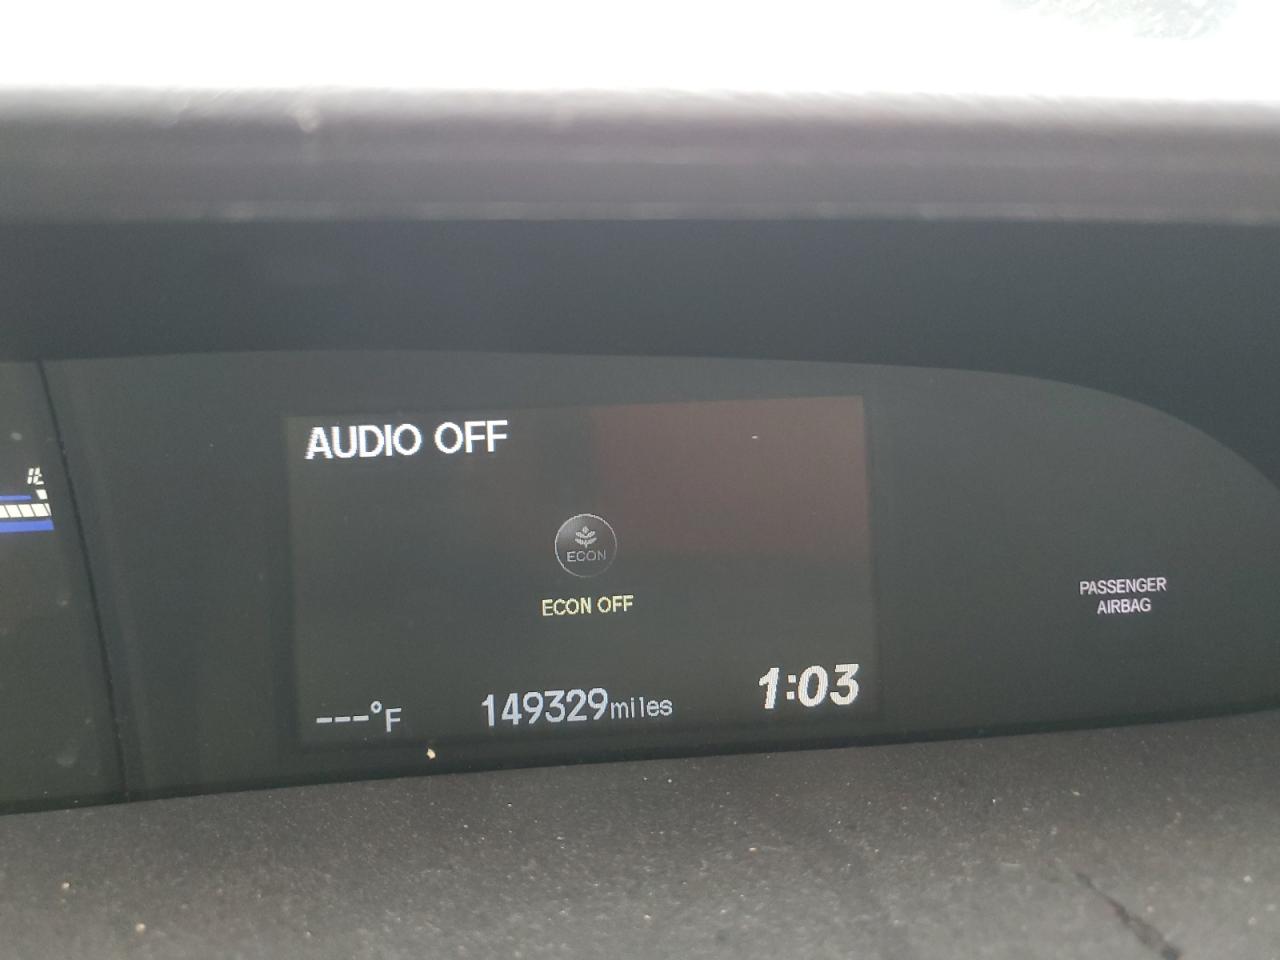 AUDIO OFF
ECON
ECON OFF
PASSENGER
AIRBAG
---°F 149329miles 1:03